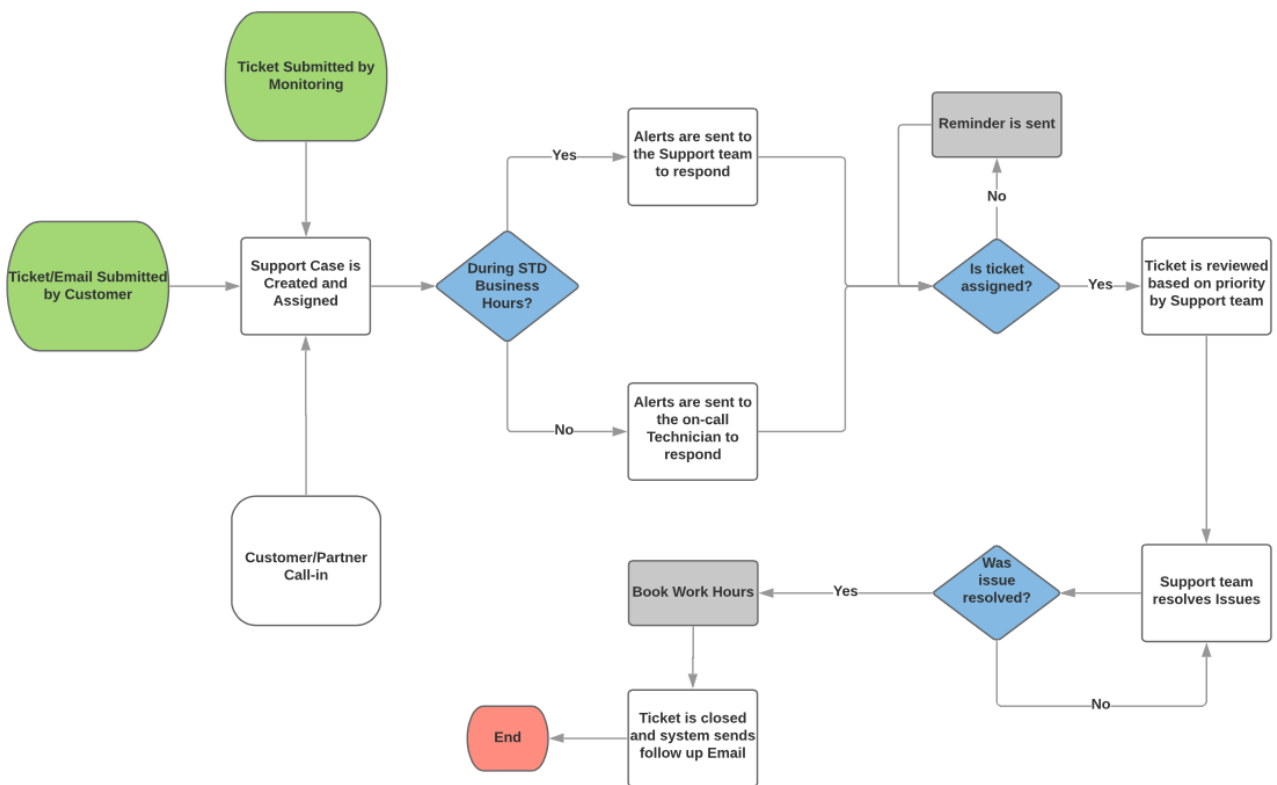 Ticket Submitted by
Monitoring
Ticket/Email Submitted
by Customer
Support Case is
Created and
Assigned
Customer/Partner
Call-in
During STD
Business
Hours?
Yes
No
Alerts are sent to
the Support team
to respond
Alerts are sent to
the on-call
Technician to
respond
Reminder is sent
No
Is ticket
assigned?
Yes
Ticket is reviewed
based on priority
by Support team
Support team
resolves Issues
Was
issue
resolved?
No
Yes
Book Work Hours
Ticket is closed
and system sends
follow up Email
End